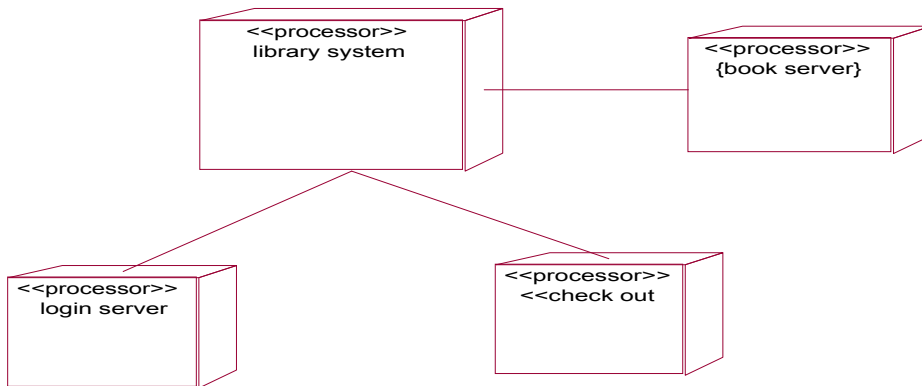 <<processor>>
library system
<<processor>>
{book server}
<<processor>>
login server
<<processor>>
<<check out